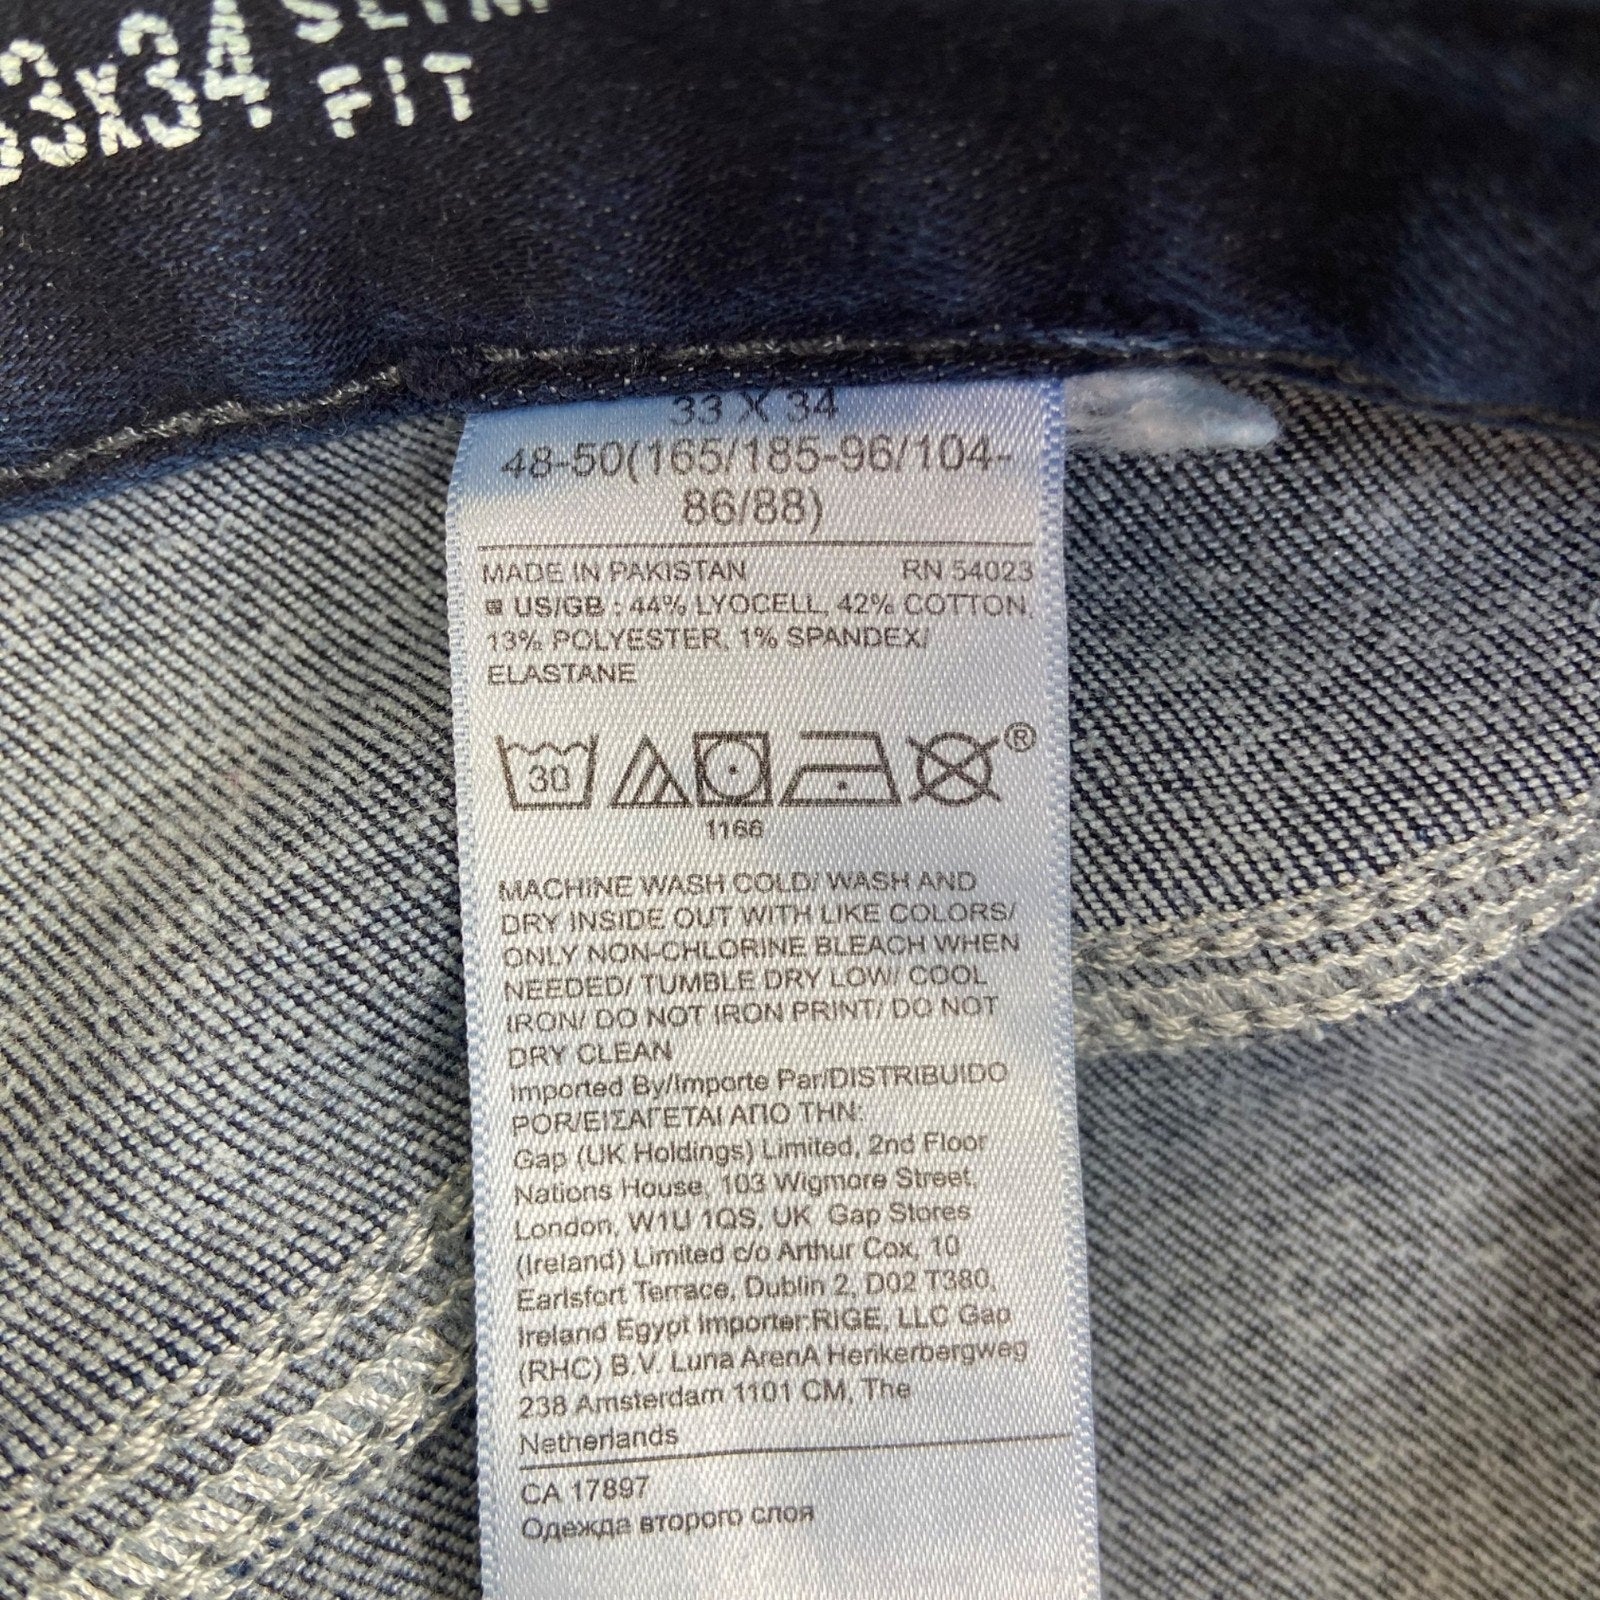 SLIM
33X34 FIT
33 X 34
48-50(165/185-96/104-
86/88)
MADE IN PAKISTAN RN 54023
US/GB : 44% LYOCELL, 42% COTTON,
13% POLYESTER, 1% SPANDEX/
ELASTANE
30 ®
1166
MACHINE WASH COLD/ WASH AND
DRY INSIDE OUT WITH LIKE COLORS/
ONLY NON-CHLORINE BLEACH WHEN
NEEDED/ TUMBLE DRY LOW/ COOL
IRON/ DO NOT IRON PRINT/ DO NOT
DRY CLEAN
Imported By/Importe Par/DISTRIBUIDO
POR/ΕΙΣΑΓΕΤΑΙ ΑΠΟ ΤΗΝ:
Gap (UK Holdings) Limited, 2nd Floor
Nations House, 103 Wigmore Street,
London, W1U 1QS, UK Gap Stores
(Ireland) Limited c/o Arthur Cox, 10
Earlsfort Terrace, Dublin 2, D02 T380,
Ireland Egypt Importer:RIGE, LLC Gap
(RHC) B.V. Luna ArenA Herikerbergweg
238 Amsterdam 1101 CM, The
Netherlands
CA 17897
Одежда второго слоя